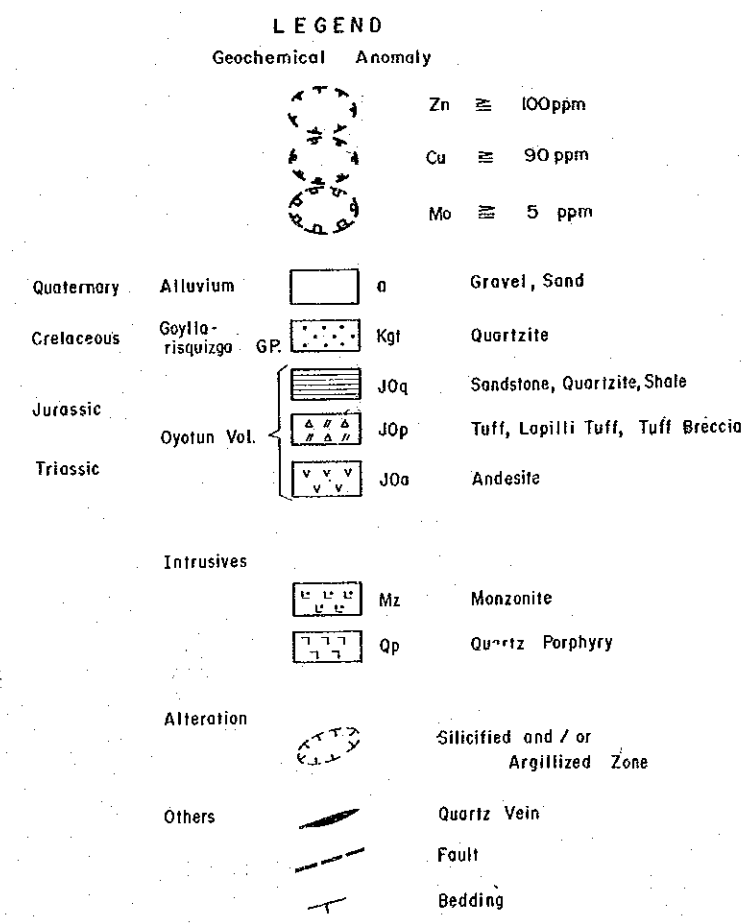 LEGEND
Geochemical Anomaly
Zn ≧ 100ppm
Cu ≧ 90 ppm
Mo ≧ 5 ppm
Quaternary Alluvium a Gravel, Sand
Crelaceous Goylla-
risquizga GP. Kgt Quartzite
JOq Sandstone, Quartzite, Shale
Jurassic
Oyotun Vol. JOp Tuff, Lapilli Tuff, Tuff Breccia
Triassic JOa Andesite
Intrusives
Mz Monzonite
Qp Quartz Porphyry
Alteration
Silicified and / or
Argillized Zone
Others Quartz Vein
Fault
Bedding